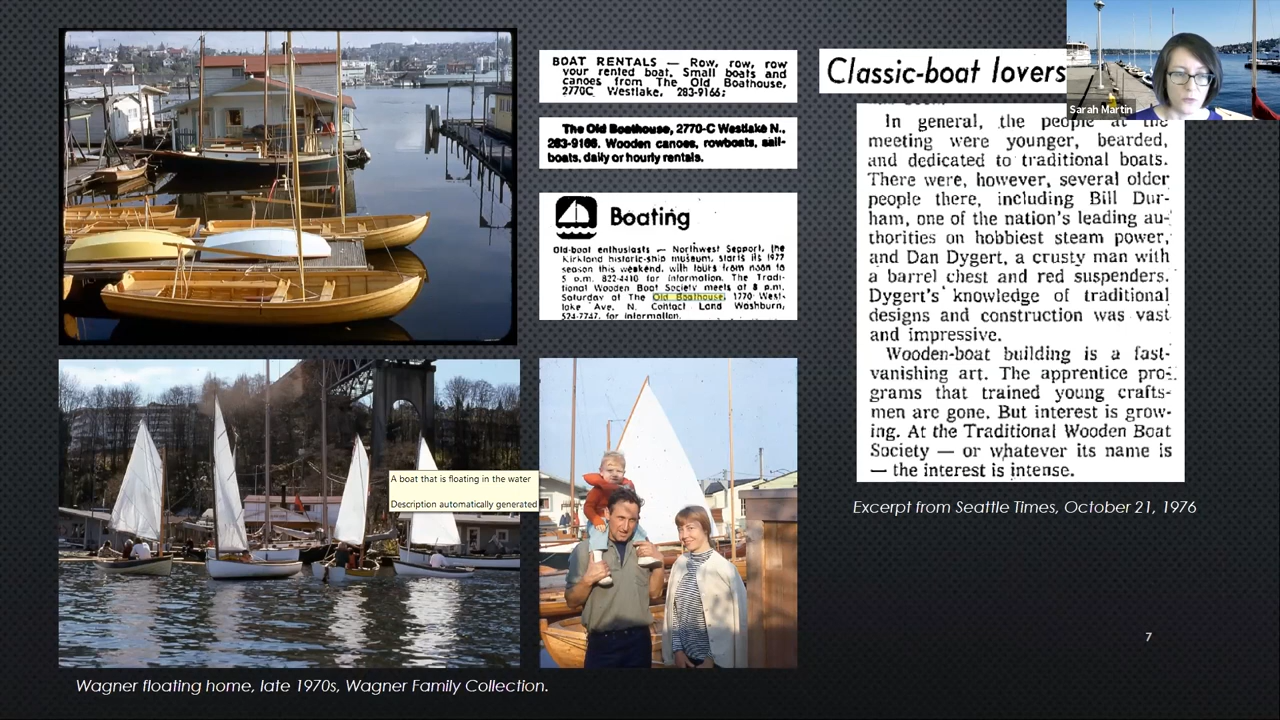 BOAT RENTALS — Row, row, row
your rented boat. Small boats and
canoes from The Old Boathouse,
2770C Westlake, 283-9166;
The Old Boathouse, 2770-C Westlake N.,
283-9166. Wooden canoes, rowboats, sail-
boats, daily or hourly rentals.
Boating
Old-boat enthusiasts — Northwest Seaport, the
Kirkland historic-ship museum, starts its 1977
season this weekend, with tours from noon to
5 p.m. 822-4410 for information. The Tradi-
tional Wooden Boat Society meets at 8 p.m.
Saturday at The Old Boathouse, 1770 West-
lake Ave. N. Contact Land Washburn,
524-7747, for information.
Classic-boat lovers
Sarah Martin
In general, the people at the
meeting were younger, bearded,
and dedicated to traditional boats.
There were, however, several older
people there, including Bill Dur-
ham, one of the nation's leading au-
thorities on hobbiest steam power,
and Dan Dygert, a crusty man with
a barrel chest and red suspenders.
Dygert's knowledge of traditional
designs and construction was vast
and impressive.
Wooden-boat building is a fast-
vanishing art. The apprentice pro-
grams that trained young crafts-
men are gone. But interest is grow-
ing. At the Traditional Wooden Boat
Society — or whatever its name is
— the interest is intense.
Excerpt from Seattle Times, October 21, 1976
A boat that is floating in the water
Description automatically generated
7
Wagner floating home, late 1970s, Wagner Family Collection.